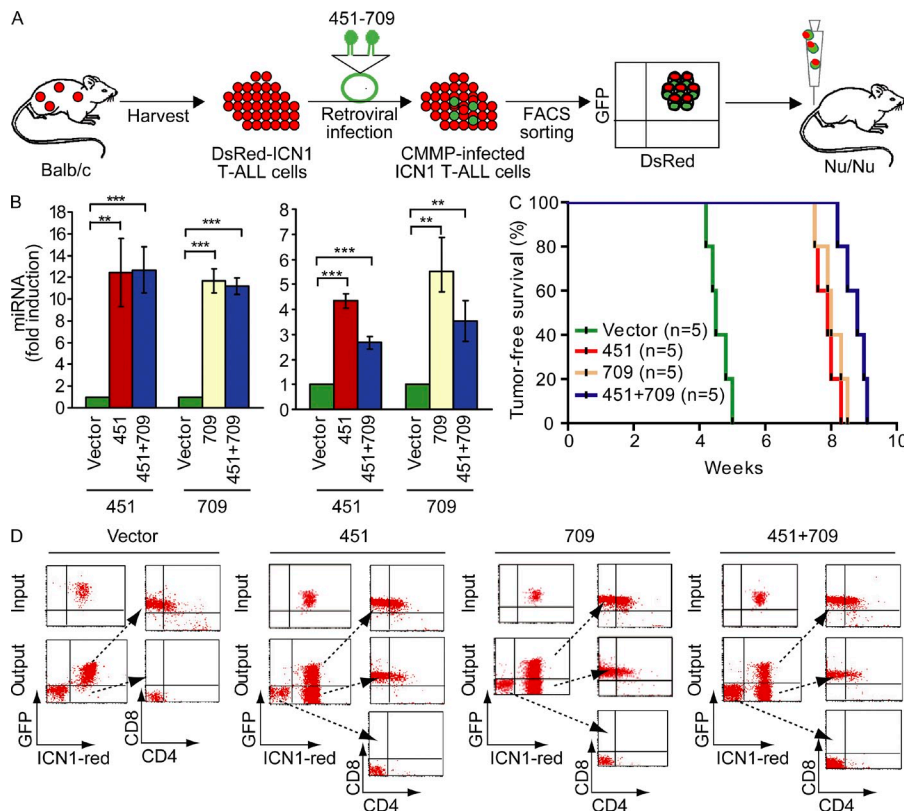 A
451-709
Balb/c
Harvest
DsRed-ICN1
T-ALL cells
Retroviral
infection
CMMP-infected
ICN1 T-ALL cells
FACS
sorting
GFP
DsRed
Nu/Nu
B
miRNA
(fold induction)
18
16
14
12
10
8
6
4
2
0
***
**
***
***
Vector
451
451+709
Vector
709
451+709
451
709
8
7
6
5
4
3
2
1
0
***
***
**
**
Vector
451
451+709
Vector
709
451+709
451
709
C
Tumor-free survival (%)
100
80
60
40
20
0
Vector (n=5)
451 (n=5)
709 (n=5)
451+709 (n=5)
0 2 4 6 8 10
Weeks
D
Vector
451
709
451+709
Input
Output
GFP
ICN1-red
CD8
CD4
Input
Output
GFP
ICN1-red
CD8
CD4
Input
Output
GFP
ICN1-red
CD8
CD4
Input
Output
GFP
ICN1-red
CD8
CD4